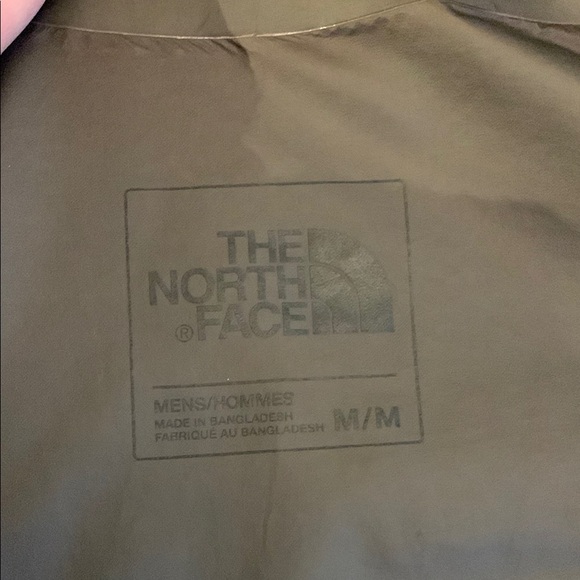 THE
NORTH
® FACE
MENS/HOMMES
MADE IN BANGLADESH
FABRIQUÉ AU BANGLADESH
M/M